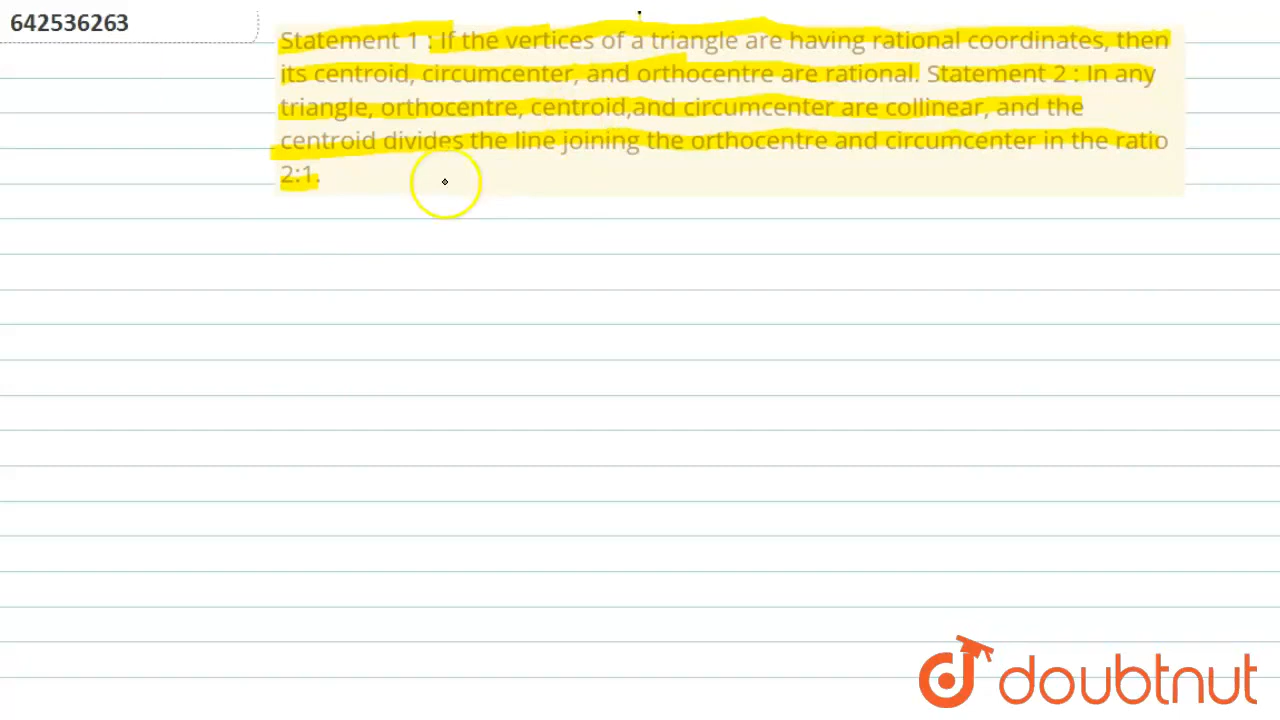 642536263
Statement 1 : If the vertices of a triangle are having rational coordinates, then
its centroid, circumcenter, and orthocentre are rational. Statement 2 : In any
triangle, orthocentre, centroid,and circumcenter are collinear, and the
centroid divides the line joining the orthocentre and circumcenter in the ratio
2:1.
doubtnut